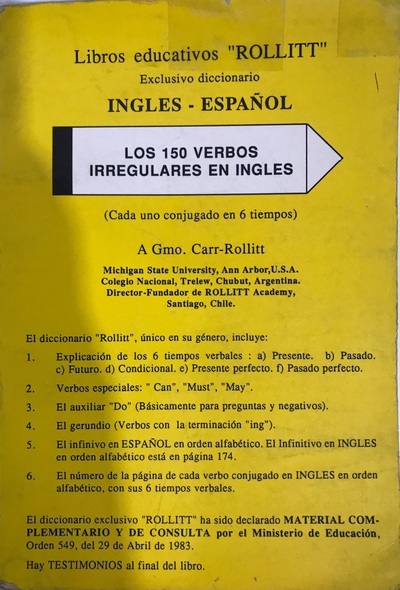 Libros educativos "ROLLITT"
Exclusivo diccionario
INGLES - ESPAÑOL
LOS 150 VERBOS
IRREGULARES EN INGLES
(Cada uno conjugado en 6 tiempos)
A Gmo. Carr-Rollitt
Michigan State University, Ann Arbor,U.S.A.
Colegio Nacional, Trelew, Chubut, Argentina.
Director-Fundador de ROLLITT Academy,
Santiago, Chile.
El diccionario "Rollitt", único en su género, incluye:
1. Explicación de los 6 tiempos verbales : a) Presente. b) Pasado.
c) Futuro. d) Condicional. e) Presente perfecto. f) Pasado perfecto.
2. Verbos especiales: " Can", "Must", "May".
3. El auxiliar "Do" (Básicamente para preguntas y negativos).
4. El gerundio (Verbos con la terminación "ing").
5. El infinivo en ESPAÑOL en orden alfabético. El Infinitivo en INGLES
en orden alfabético está en página 174.
6. El número de la página de cada verbo conjugado en INGLES en orden
alfabético, con sus 6 tiempos verbales.
El diccionario exclusivo "ROLLITT" ha sido declarado MATERIAL COM-
PLEMENTARIO Y DE CONSULTA por el Ministerio de Educación,
Orden 549, del 29 de Abril de 1983.
Hay TESTIMONIOS al final del libro.